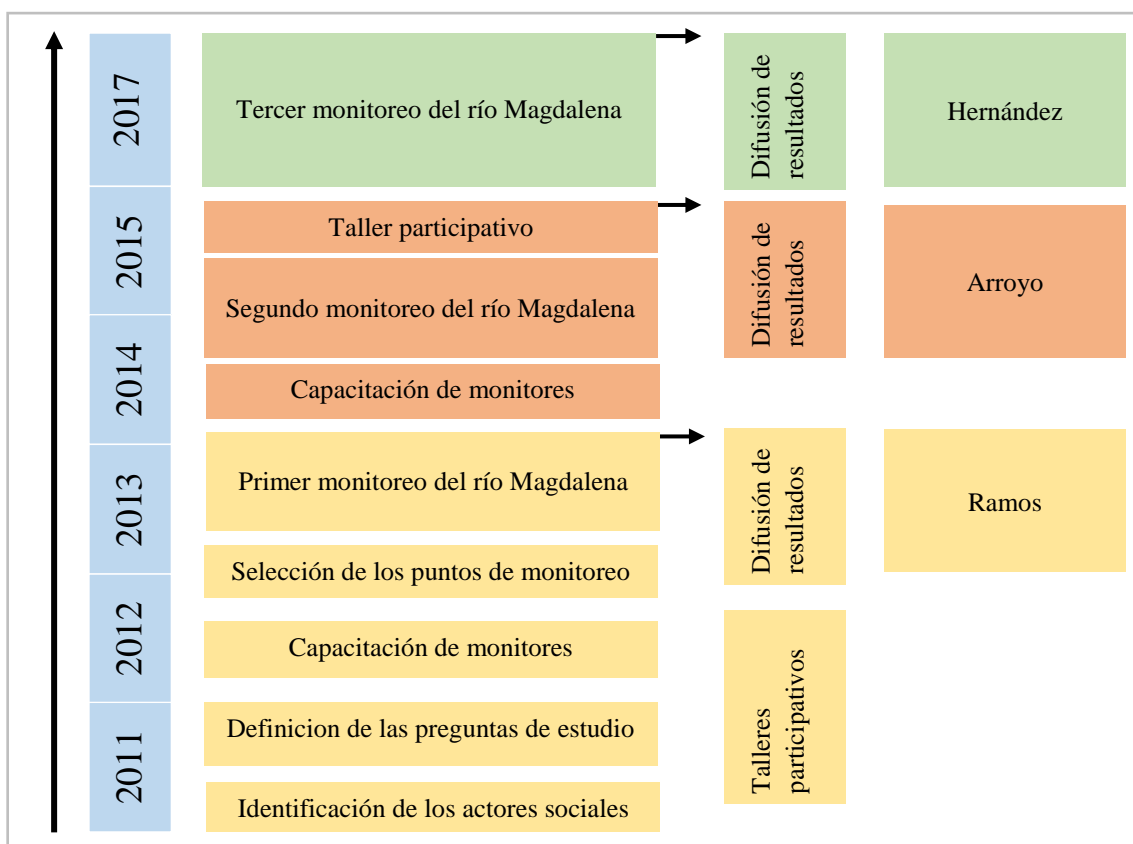 2017
Tercer monitoreo del río Magdalena
Difusión de
resultados
Hernández
2015
Taller participativo
Segundo monitoreo del río Magdalena
Difusión de
resultados
Arroyo
2014
Capacitación de monitores
2013
Primer monitoreo del río Magdalena
Difusión de
resultados
Ramos
Selección de los puntos de monitoreo
2012
Capacitación de monitores
Talleres
participativos
2011
Definicion de las preguntas de estudio
Identificación de los actores sociales